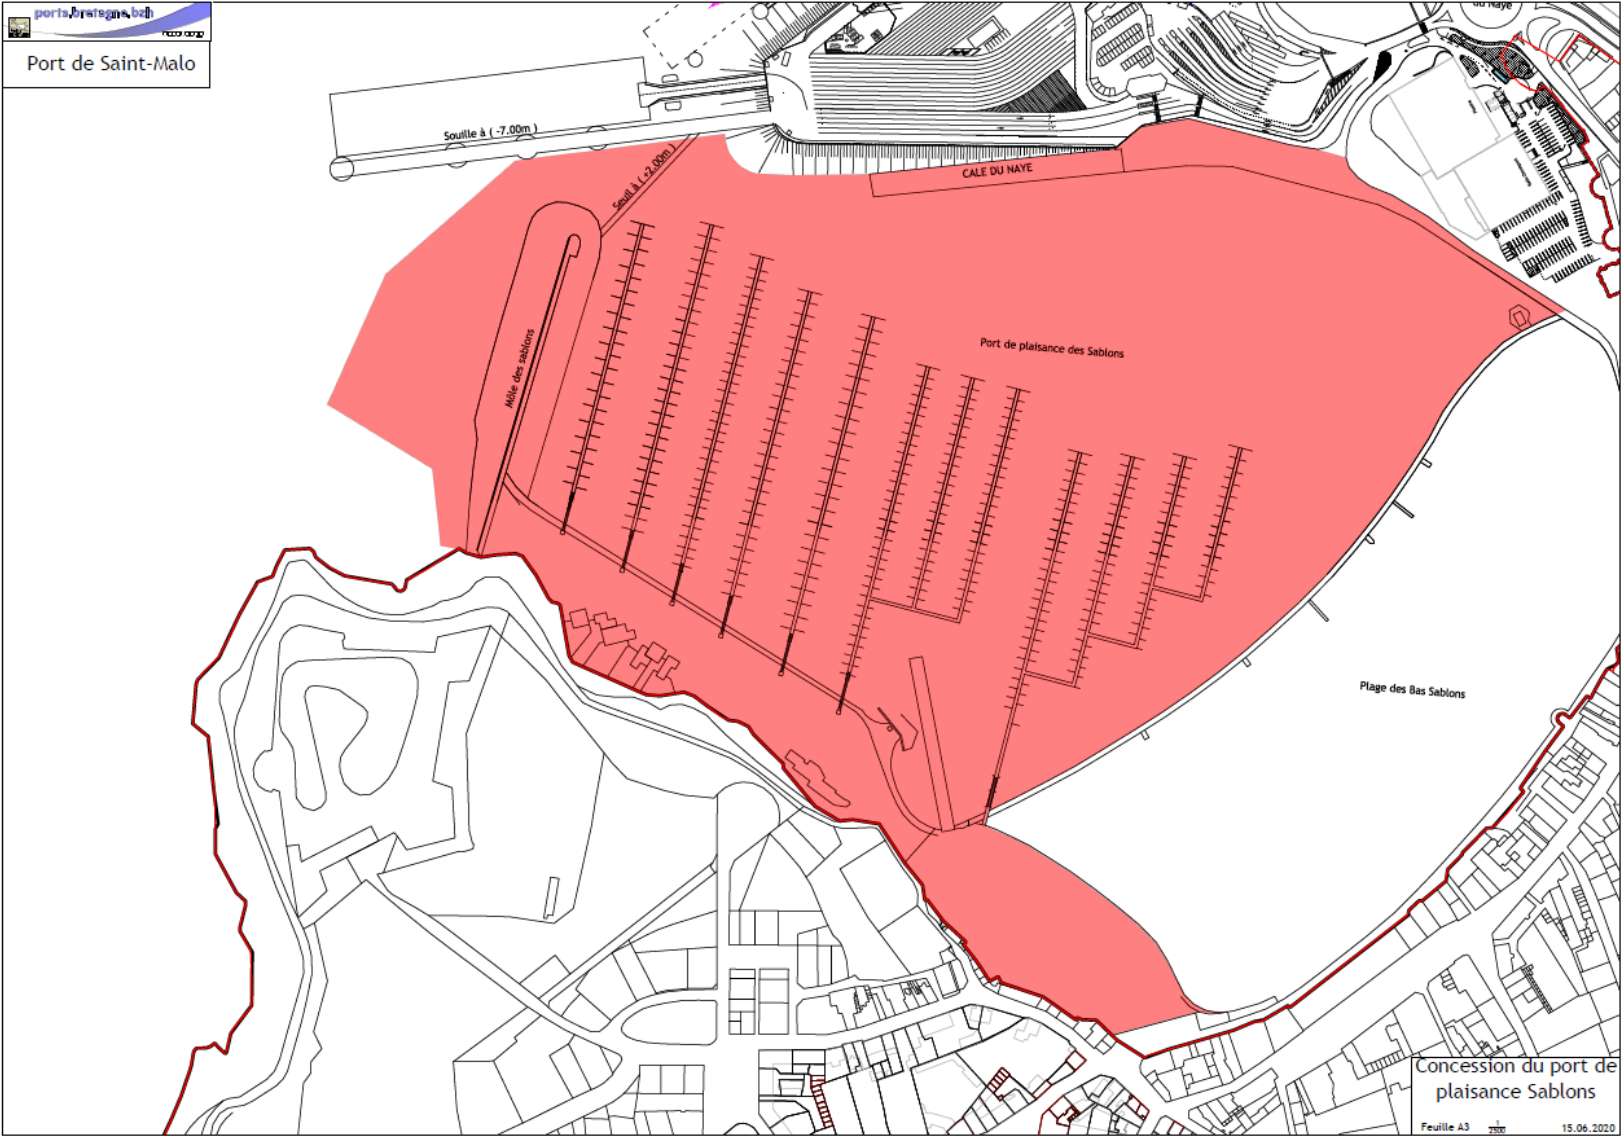 ports.bretagne.bzh
Port de Saint-Malo
du Naye
Souille à ( -7.00m )
Seuil à ( +2.00m )
CALE DU NAYE
Môle des sablons
Port de plaisance des Sablons
Plage des Bas Sablons
Concession du port de
plaisance Sablons
Feuille A3
1
2500
15.06.2020